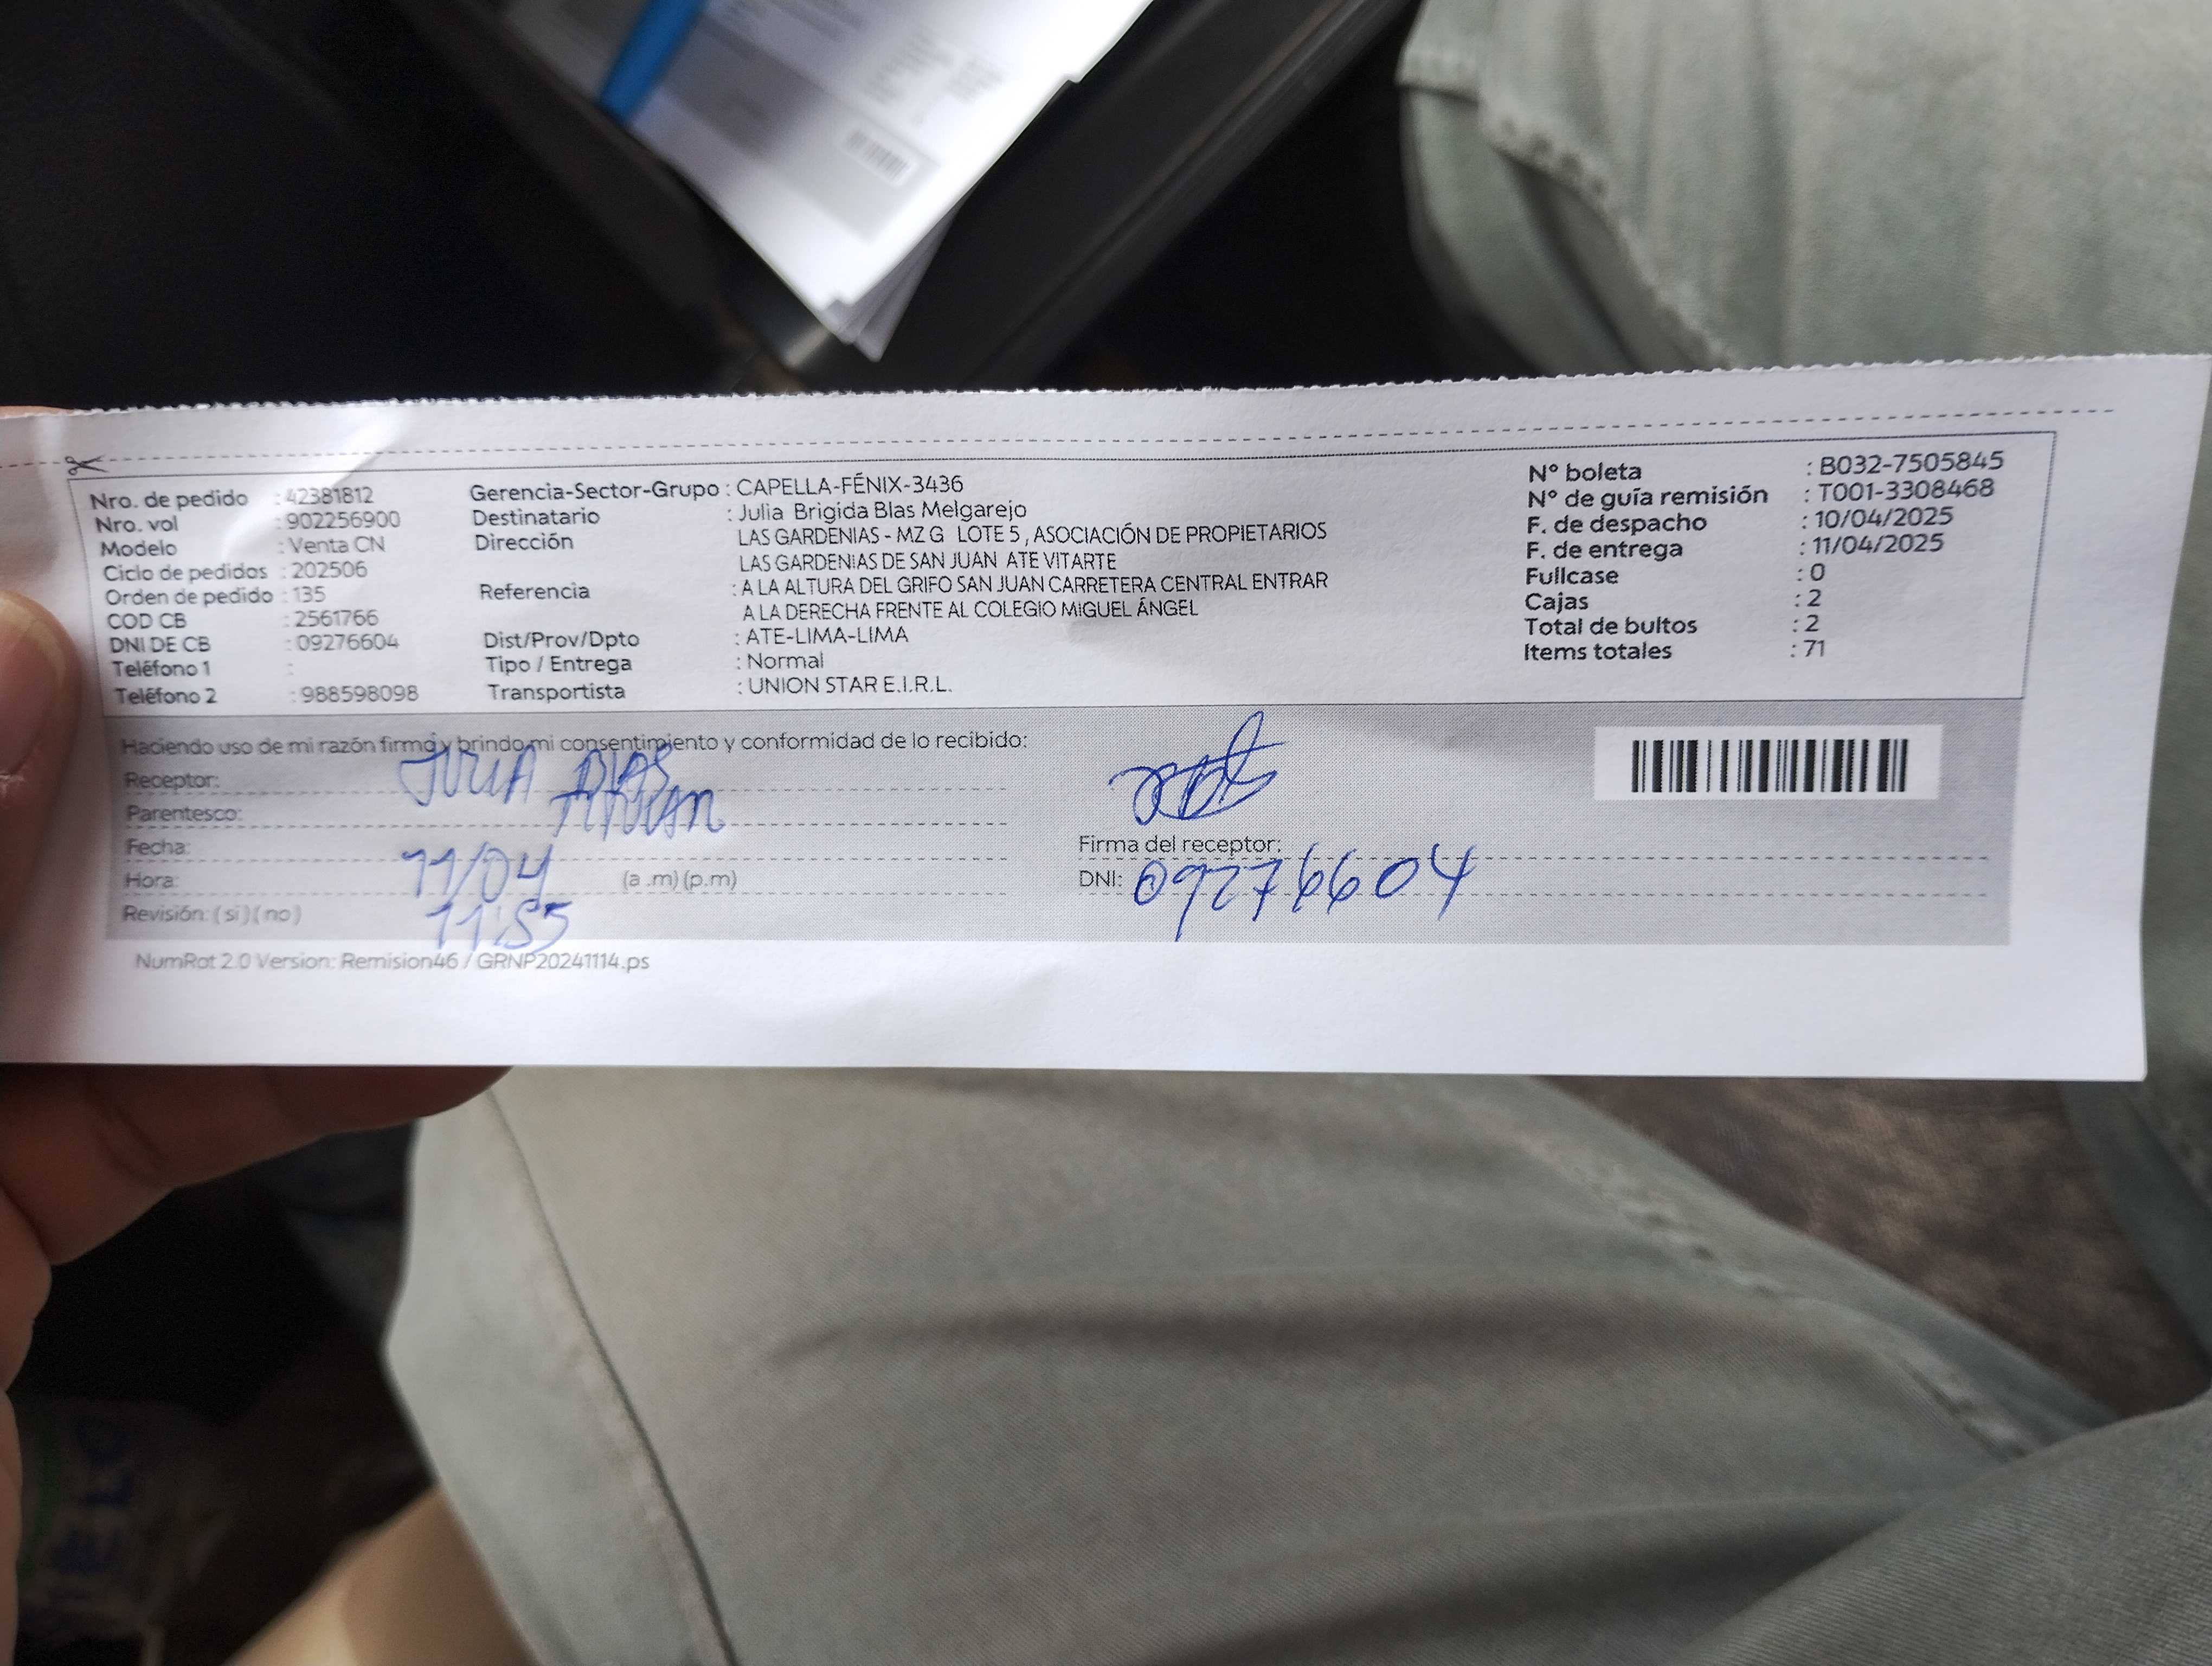 Nro. de pedido : 42381812
Nro. vol : 902256900
Modelo : Venta CN
Ciclo de pedidos : 202506
Orden de pedido : 135
COD CB : 2561766
DNI DE CB : 09276604
Teléfono 1 :
Teléfono 2 : 988598098
Gerencia-Sector-Grupo : CAPELLA-FÉNIX-3436
Destinatario : Julia Brigida Blas Melgarejo
Dirección LAS GARDENIAS - MZ G LOTE 5 , ASOCIACIÓN DE PROPIETARIOS
LAS GARDENIAS DE SAN JUAN ATE VITARTE
Referencia : A LA ALTURA DEL GRIFO SAN JUAN CARRETERA CENTRAL ENTRAR
A LA DERECHA FRENTE AL COLEGIO MIGUEL ÁNGEL
Dist/Prov/Dpto : ATE-LIMA-LIMA
Tipo / Entrega : Normal
Transportista : UNION STAR E.I.R.L.
N° boleta : B032-7505845
N° de guía remisión : T001-3308468
F. de despacho : 10/04/2025
F. de entrega : 11/04/2025
Fullcase : 0
Cajas : 2
Total de bultos : 2
Items totales : 71
Haciendo uso de mi razón firmo y brindo mi consentimiento y conformidad de lo recibido:
Receptor: JULIA BLAS
Parentesco:
Fecha: 11/04
Hora: (a .m) (p.m)
Revisión: ( si ) ( no ) 11:55
Firma del receptor:
DNI: 09276604
NumRot 2.0 Version: Remision46 / GRNP20241114.ps